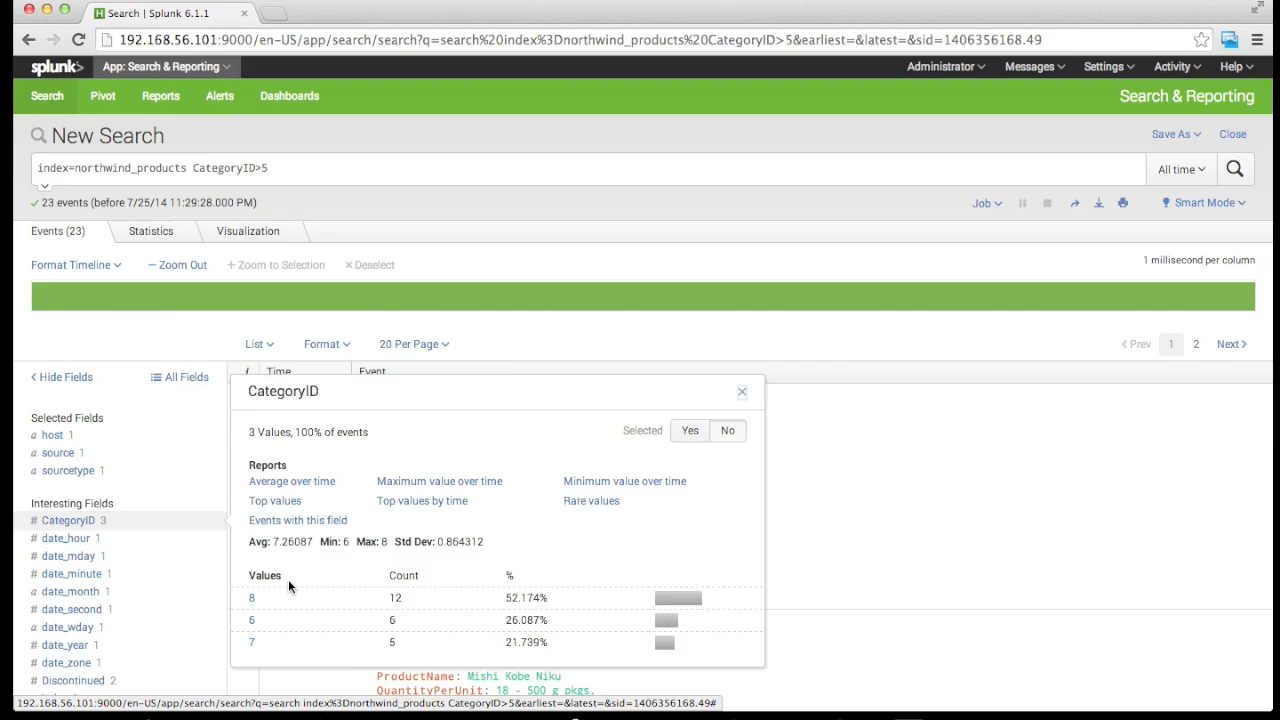 Search | Splunk 6.1.1
192.168.56.101:9000/en-US/app/search/search?q=search%20index%3Dnorthwind_products%20CategoryID>5&earliest=&latest=&sid=1406356168.49
splunk> App: Search & Reporting Administrator Messages Settings Activity Help
Search Pivot Reports Alerts Dashboards Search & Reporting
New Search Save As Close
index=northwind_products CategoryID>5 All time
23 events (before 7/25/14 11:29:28.000 PM) Job Smart Mode
Events (23) Statistics Visualization
Format Timeline – Zoom Out + Zoom to Selection × Deselect 1 millisecond per column
List Format 20 Per Page < Prev 1 2 Next >
< Hide Fields All Fields i Time Event
CategoryID
Selected Fields
a host 1
a source 1
a sourcetype 1
Interesting Fields
# CategoryID 3
# date_hour 1
# date_mday 1
# date_minute 1
a date_month 1
# date_second 1
a date_wday 1
# date_year 1
# date_zone 1
# Discontinued 2
3 Values, 100% of events Selected Yes No
Reports
Average over time Maximum value over time Minimum value over time
Top values Top values by time Rare values
Events with this field
Avg: 7.26087 Min: 6 Max: 8 Std Dev: 0.864312
Values Count %
8 12 52.174%
6 6 26.087%
7 5 21.739%
ProductName: Mishi Kobe Niku
QuantityPerUnit: 18 - 500 g pkgs.
192.168.56.101:9000/en-US/app/search/search?q=search index%3Dnorthwind_products CategoryID>5&earliest=&latest=&sid=1406356168.49#